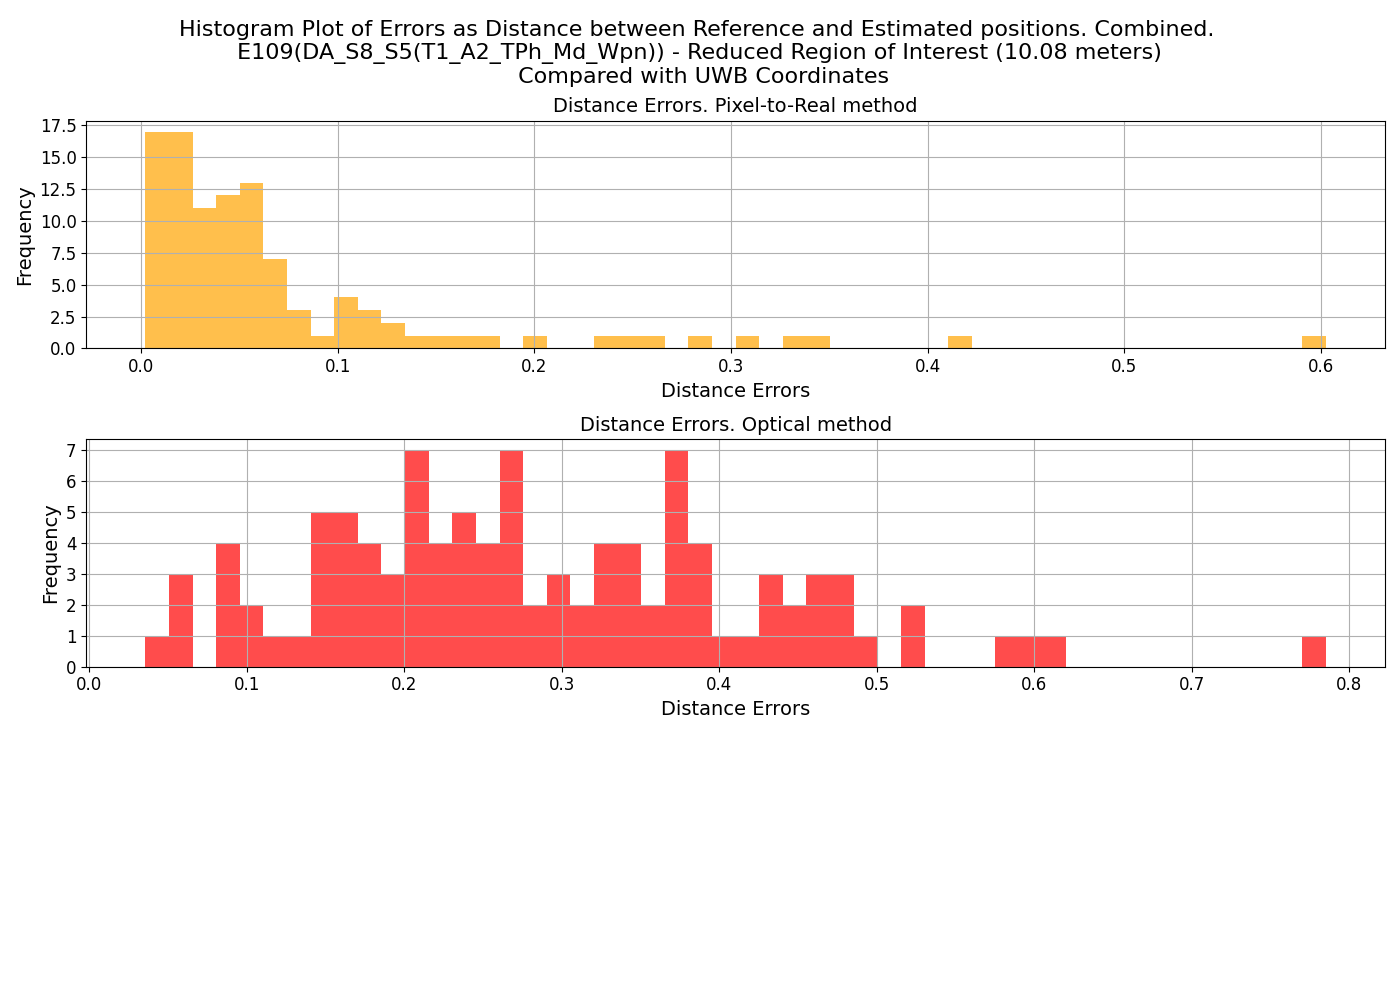 Histogram Plot of Errors as Distance between Reference and Estimated positions. Combined.
E109(DA_S8_S5(T1_A2_TPh_Md_Wpn)) - Reduced Region of Interest (10.08 meters)
Compared with UWB Coordinates
Distance Errors. Pixel-to-Real method
17.5
15.0
12.5
10.0
7.5
5.0
2.5
0.0
Frequency
0.0 0.1 0.2 0.3 0.4 0.5 0.6
Distance Errors
Distance Errors. Optical method
7
6
5
4
3
2
1
0
Frequency
0.0 0.1 0.2 0.3 0.4 0.5 0.6 0.7 0.8
Distance Errors